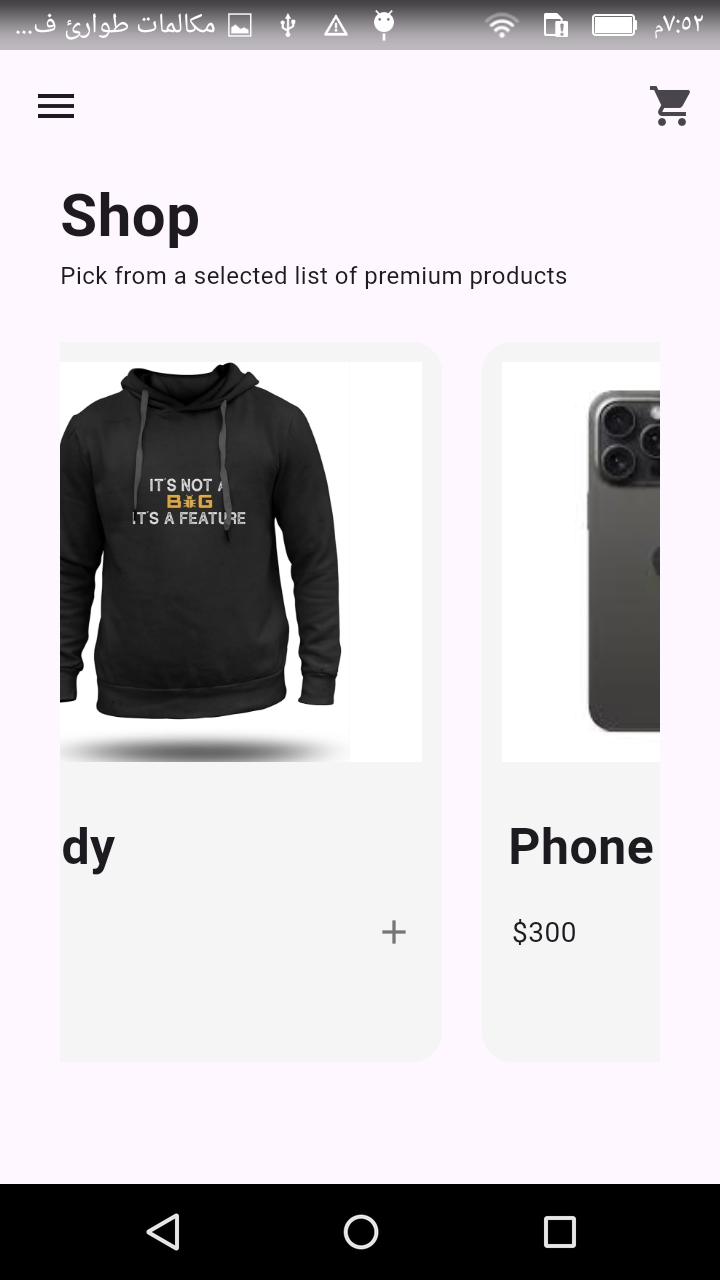 مكالمات طوارئ ف...
٧:٥٢م
Shop
Pick from a selected list of premium products
IT'S NOT A
BUG
IT'S A FEATURE
dy
Phone
$300